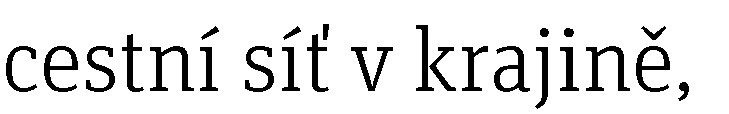 cestní síť v krajině,